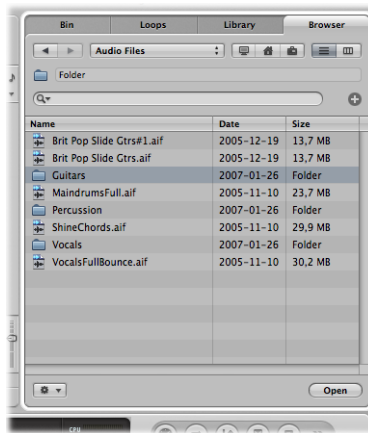 Bin Loops Library Browser
Audio Files
Folder
Name Date Size
Brit Pop Slide Gtrs#1.aif 2005-12-19 13,7 MB
Brit Pop Slide Gtrs.aif 2005-12-19 13,7 MB
Guitars 2007-01-26 Folder
MaindrumsFull.aif 2005-11-10 23,7 MB
Percussion 2007-01-26 Folder
ShineChords.aif 2005-11-10 29,9 MB
Vocals 2007-01-26 Folder
VocalsFullBounce.aif 2005-11-10 30,2 MB
Open
CPU